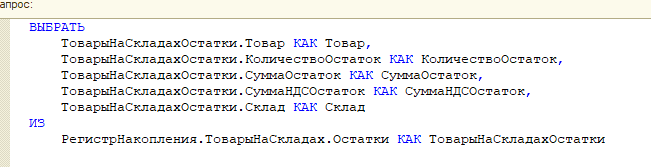 апрос:
ВЫБРАТЬ
ТоварыНаСкладахОстатки.Товар КАК Товар,
ТоварыНаСкладахОстатки.КоличествоОстаток КАК КоличествоОстаток,
ТоварыНаСкладахОстатки.СуммаОстаток КАК СуммаОстаток,
ТоварыНаСкладахОстатки.СуммаНДСОстаток КАК СуммаНДСОстаток,
ТоварыНаСкладахОстатки.Склад КАК Склад
ИЗ
РегистрНакопления.ТоварыНаСкладах.Остатки КАК ТоварыНаСкладахОстатки